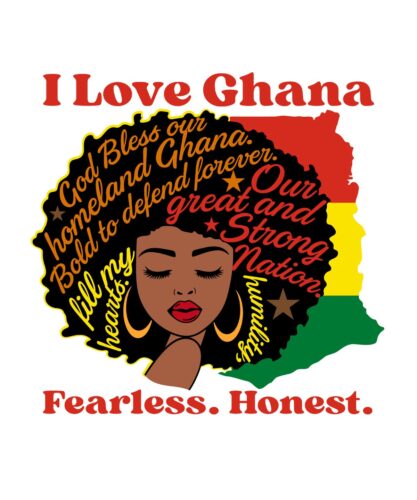 I Love Ghana
God Bless our
homeland Ghana.
Bold to defend forever.
Our
great and
Strong
Nation
fill my
hearts.
humility,
Fearless. Honest.